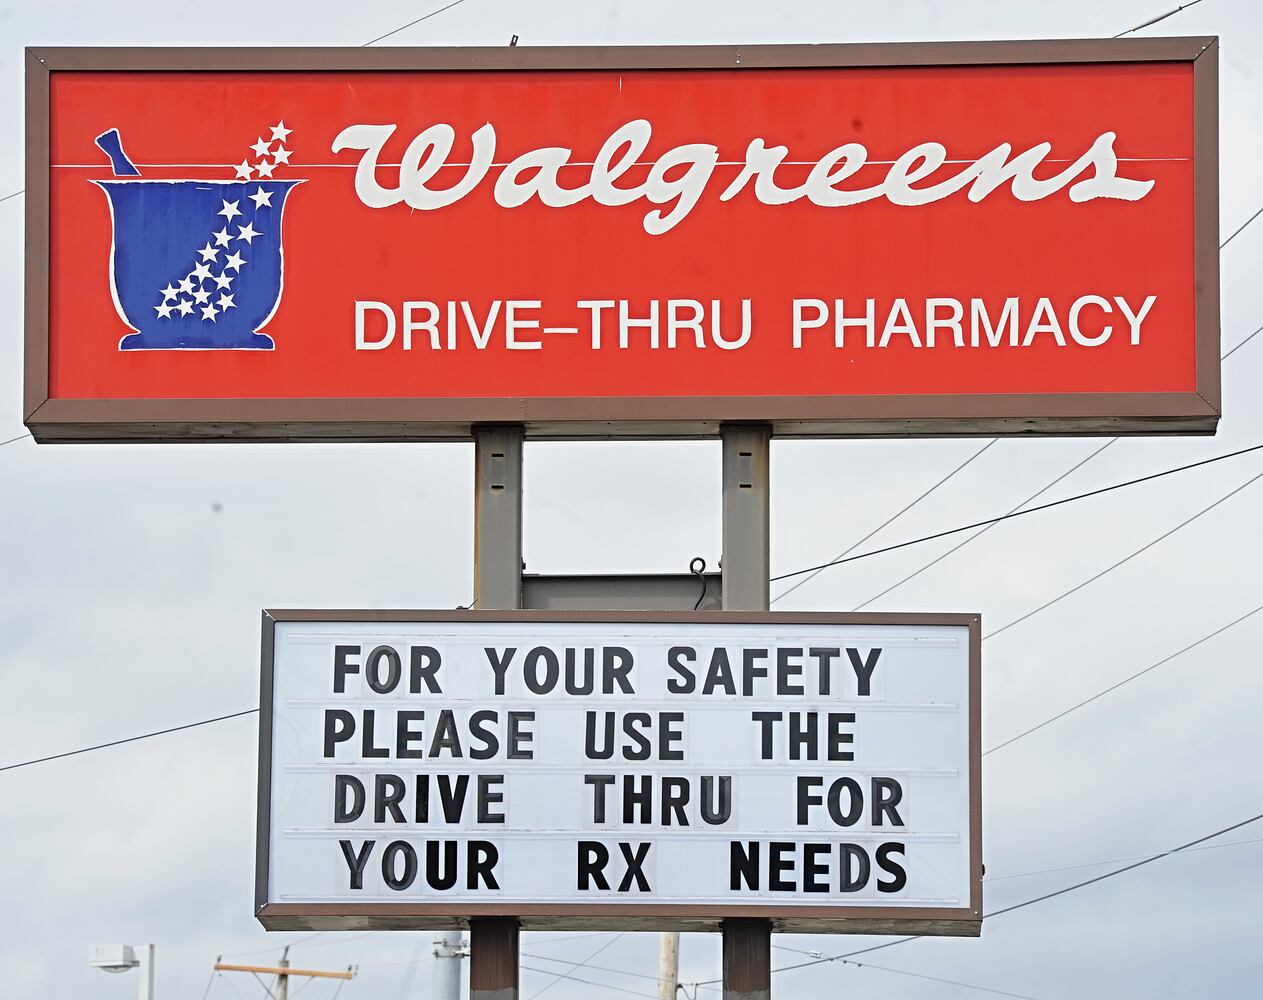 Walgreens
DRIVE-THRU PHARMACY
FOR YOUR SAFETY
PLEASE USE THE
DRIVE THRU FOR
YOUR RX NEEDS